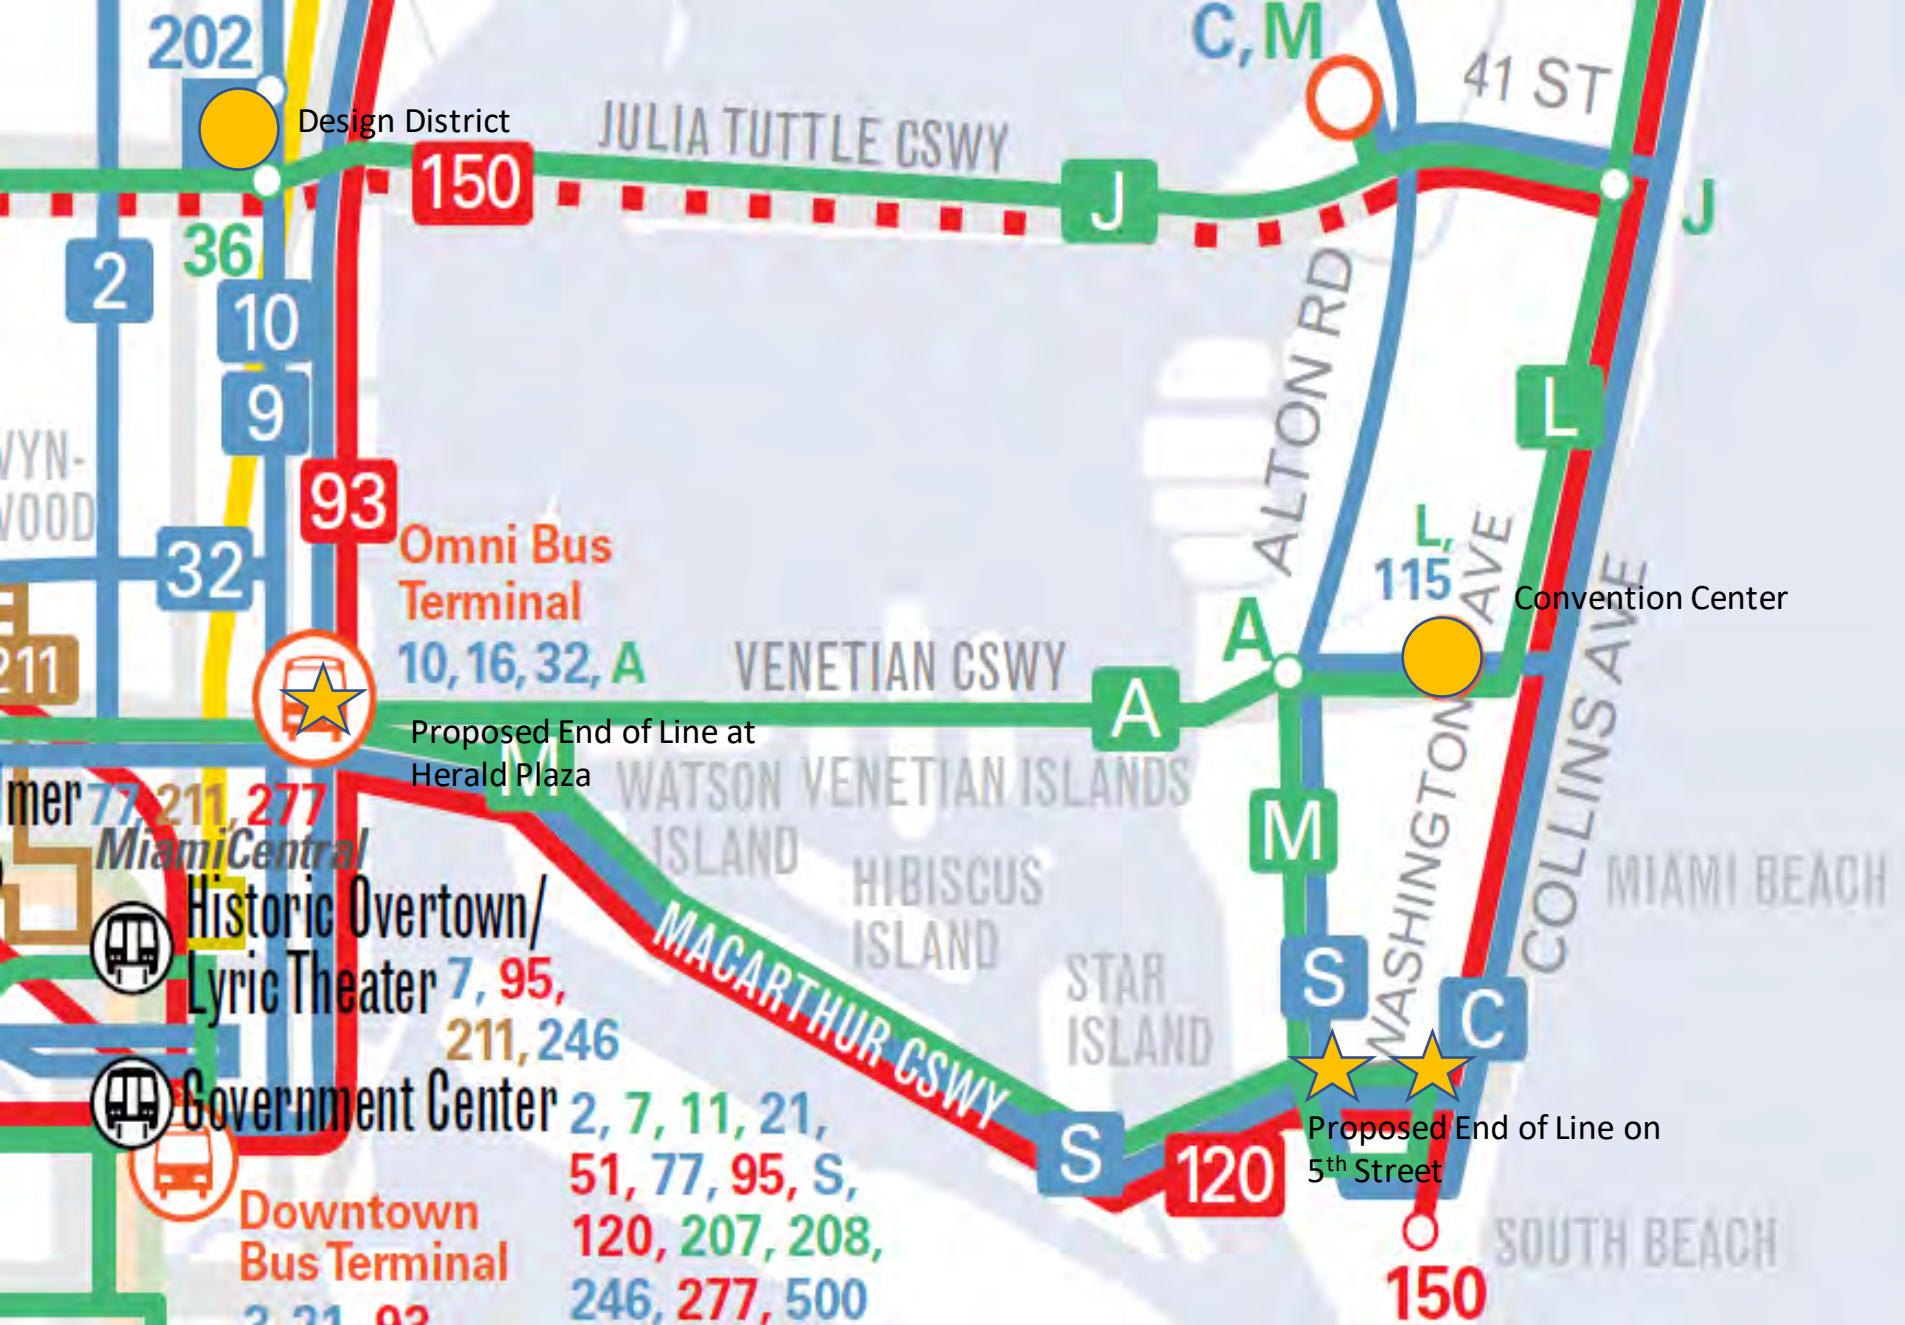 202
C, M
41 ST
Design District
JULIA TUTTLE CSWY
150
J
J
36
2
10
9
ALTON RD
L
93
WYN-
WOOD
Omni Bus
Terminal
10, 16, 32, A
32
L,
115
WASHINGTON AVE
Convention Center
COLLINS AVE
211
A
VENETIAN CSWY
A
Proposed End of Line at
Herald Plaza
M
WATSON
ISLAND
VENETIAN ISLANDS
mer 77, 211, 277
MiamiCentral
M
HIBISCUS
ISLAND
MIAMI BEACH
Historic Overtown/
Lyric Theater 7, 95,
211, 246
MACARTHUR CSWY
STAR
ISLAND
S
C
Government Center 2, 7, 11, 21,
51, 77, 95, S,
120, 207, 208,
246, 277, 500
S
120
Proposed End of Line on
5th Street
Downtown
Bus Terminal
3, 21, 93
SOUTH BEACH
150